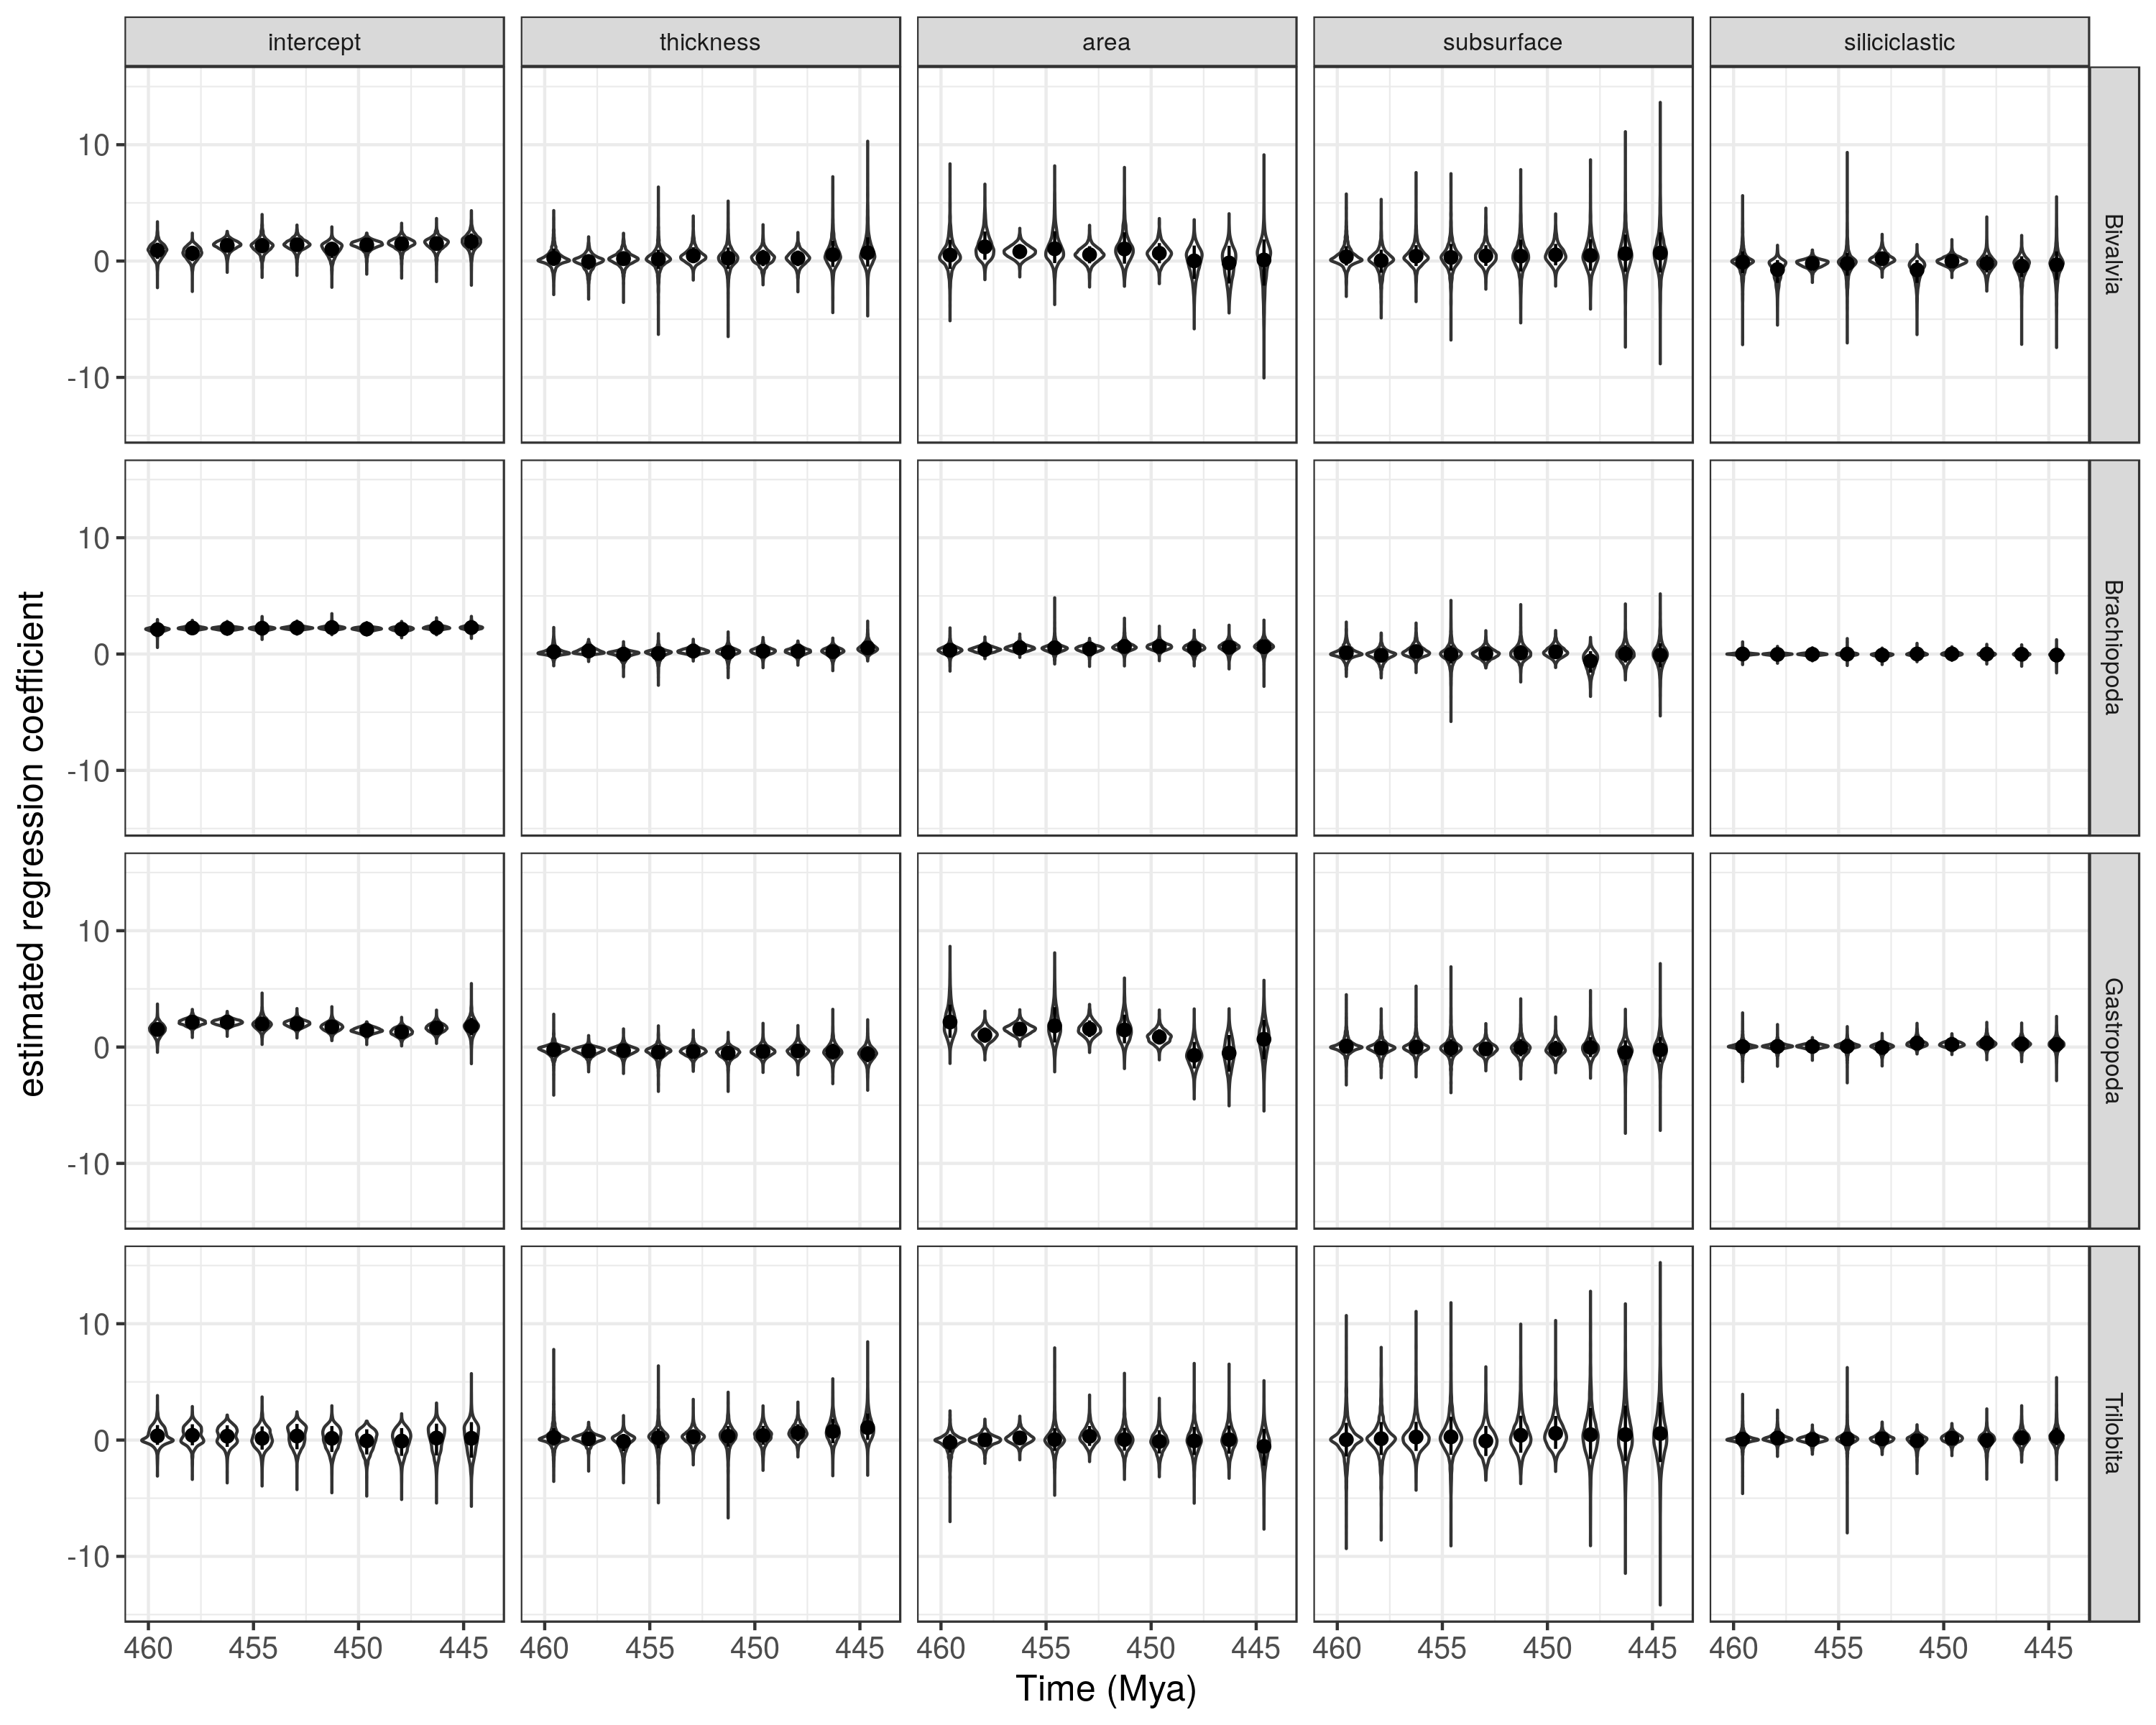 intercept thickness area subsurface siliciclastic
10
0
-10
Bivalvia
10
0
-10
Brachiopoda
estimated regression coefficient
10
0
-10
Gastropoda
10
0
-10
Trilobita
460 455 450 445 460 455 450 445 460 455 450 445 460 455 450 445 460 455 450 445
Time (Mya)